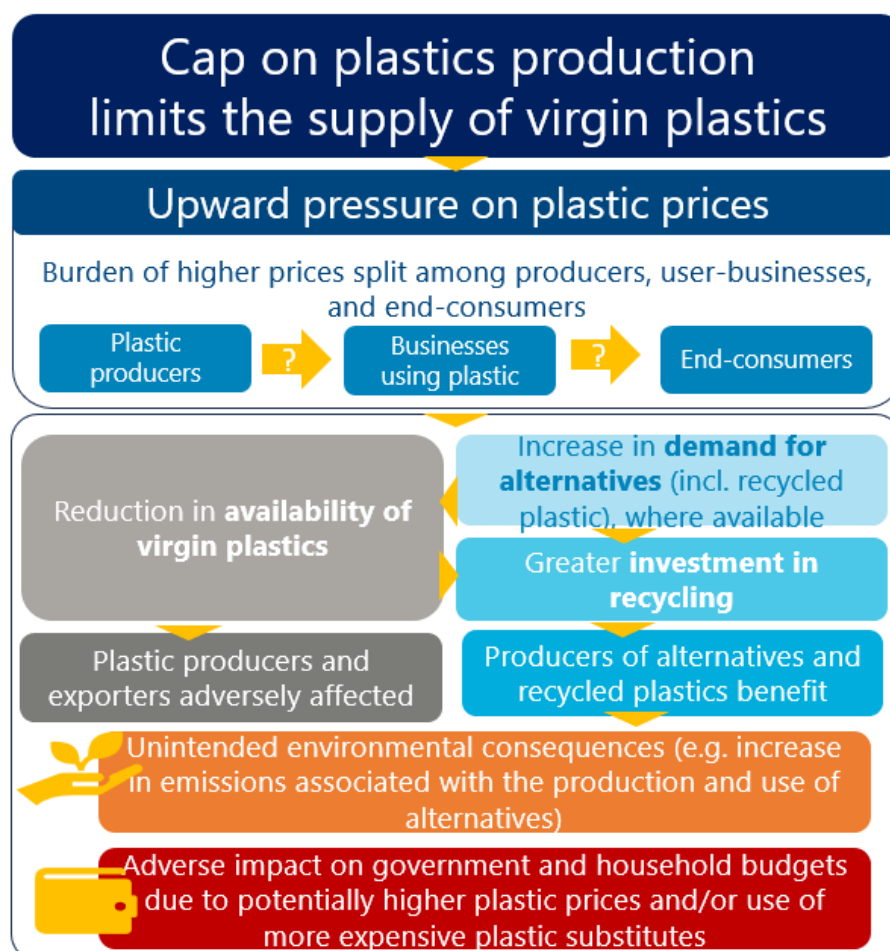 Cap on plastics production
limits the supply of virgin plastics
Upward pressure on plastic prices
Burden of higher prices split among producers, user-businesses,
and end-consumers
Plastic
producers
?
Businesses
using plastic
?
End-consumers
Reduction in availability of
virgin plastics
Increase in demand for
alternatives (incl. recycled
plastic), where available
Greater investment in
recycling
Plastic producers and
exporters adversely affected
Producers of alternatives and
recycled plastics benefit
Unintended environmental consequences (e.g. increase
in emissions associated with the production and use of
alternatives)
Adverse impact on government and household budgets
due to potentially higher plastic prices and/or use of
more expensive plastic substitutes